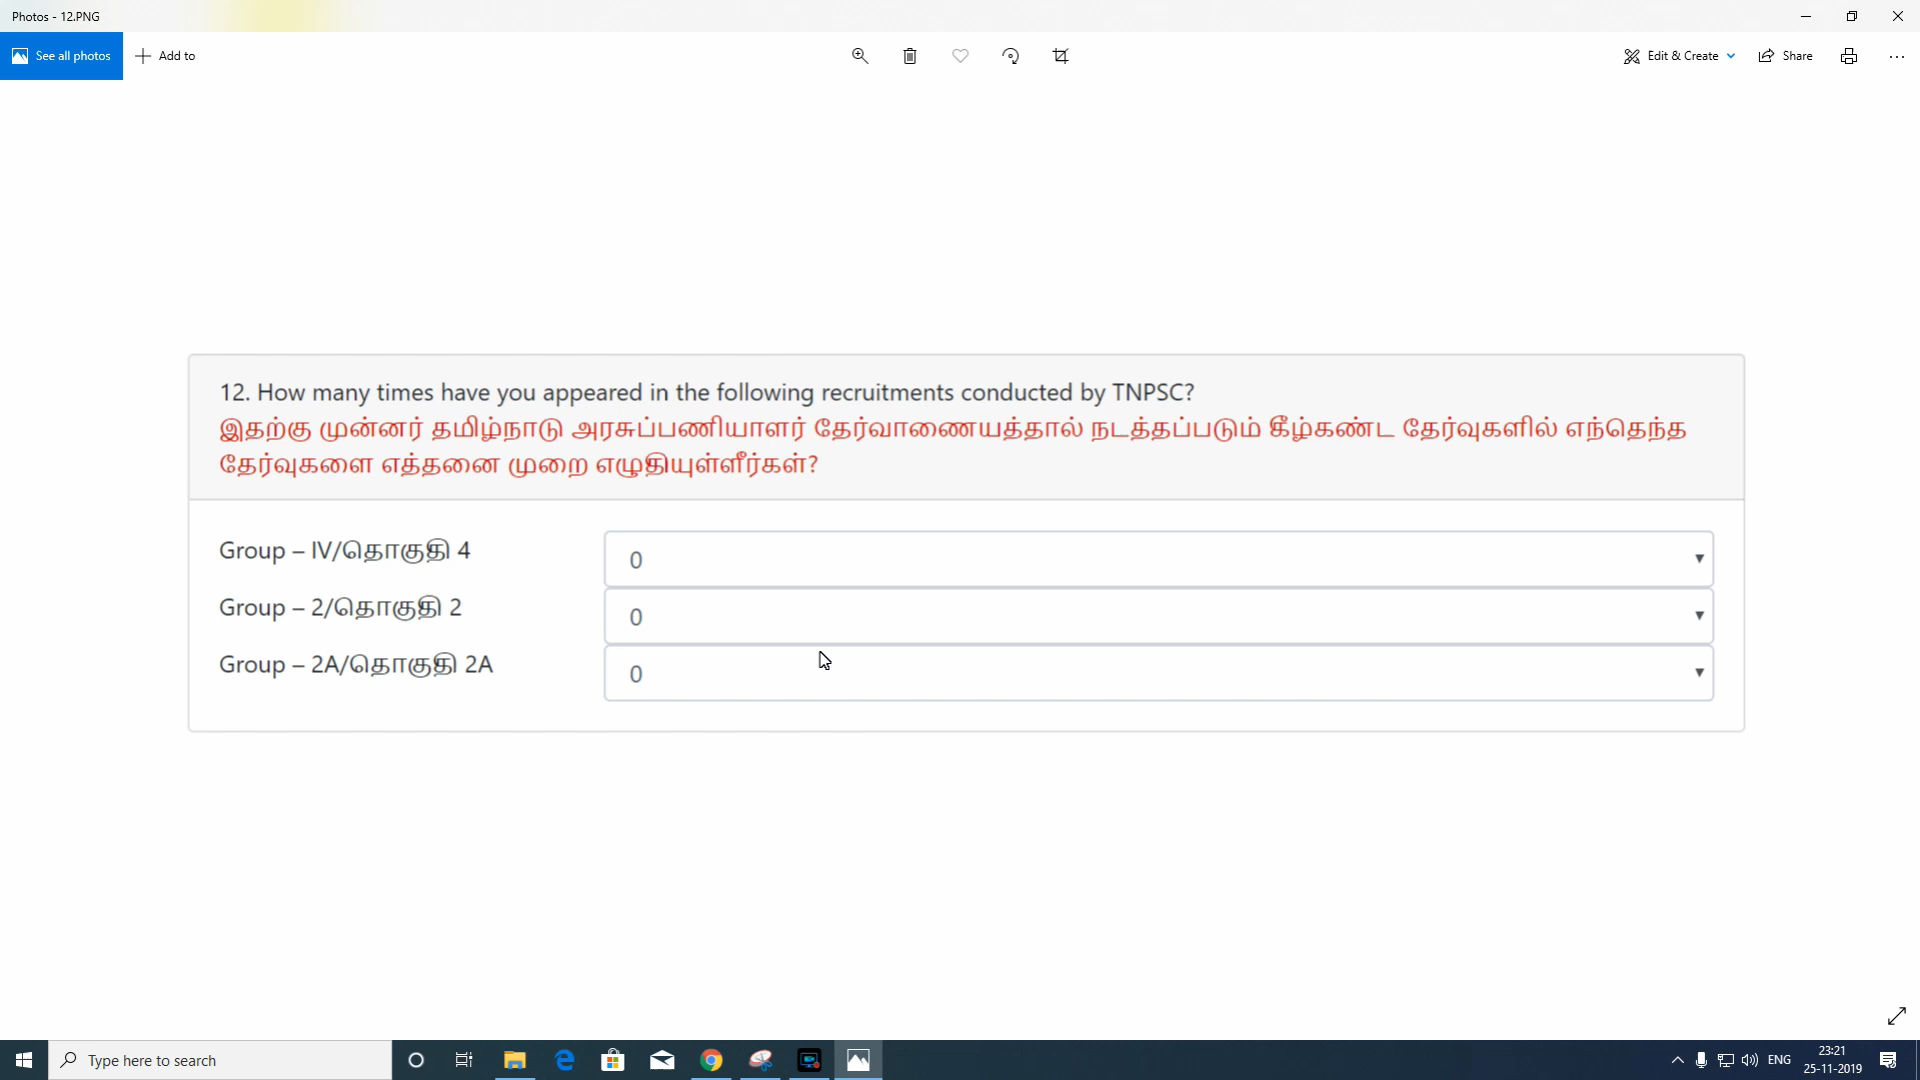 Photos - 12.PNG
See all photos
Add to
Edit & Create
Share
12. How many times have you appeared in the following recruitments conducted by TNPSC?
இதற்கு முன்னர் தமிழ்நாடு அரசுப்பணியாளர் தேர்வாணையத்தால் நடத்தப்படும் கீழ்கண்ட தேர்வுகளில் எந்தெந்த
தேர்வுகளை எத்தனை முறை எழுதியுள்ளீர்கள்?
Group – IV/தொகுதி 4
0
Group – 2/தொகுதி 2
0
Group – 2A/தொகுதி 2A
0
Type here to search
ENG
23:21
25-11-2019